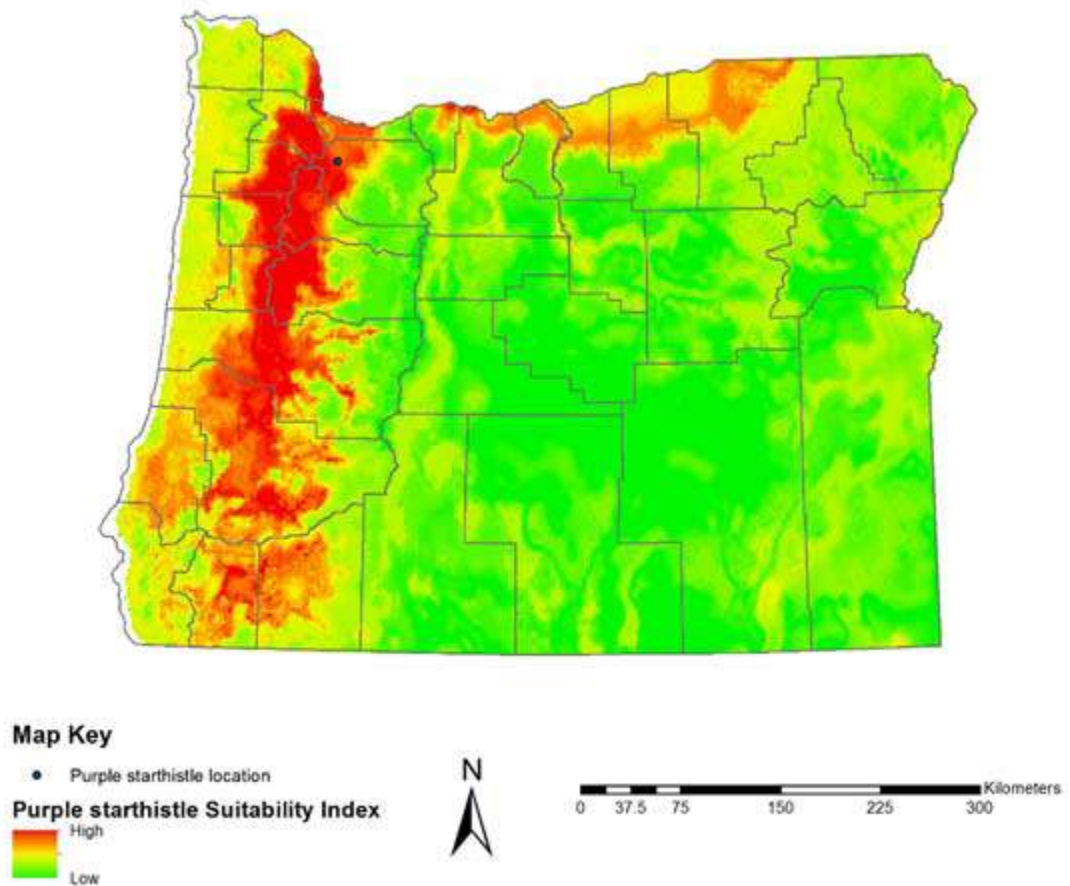 Map Key
Purple starthistle location
Purple starthistle Suitability Index
High
Low
N
Kilometers
0 37.5 75 150 225 300